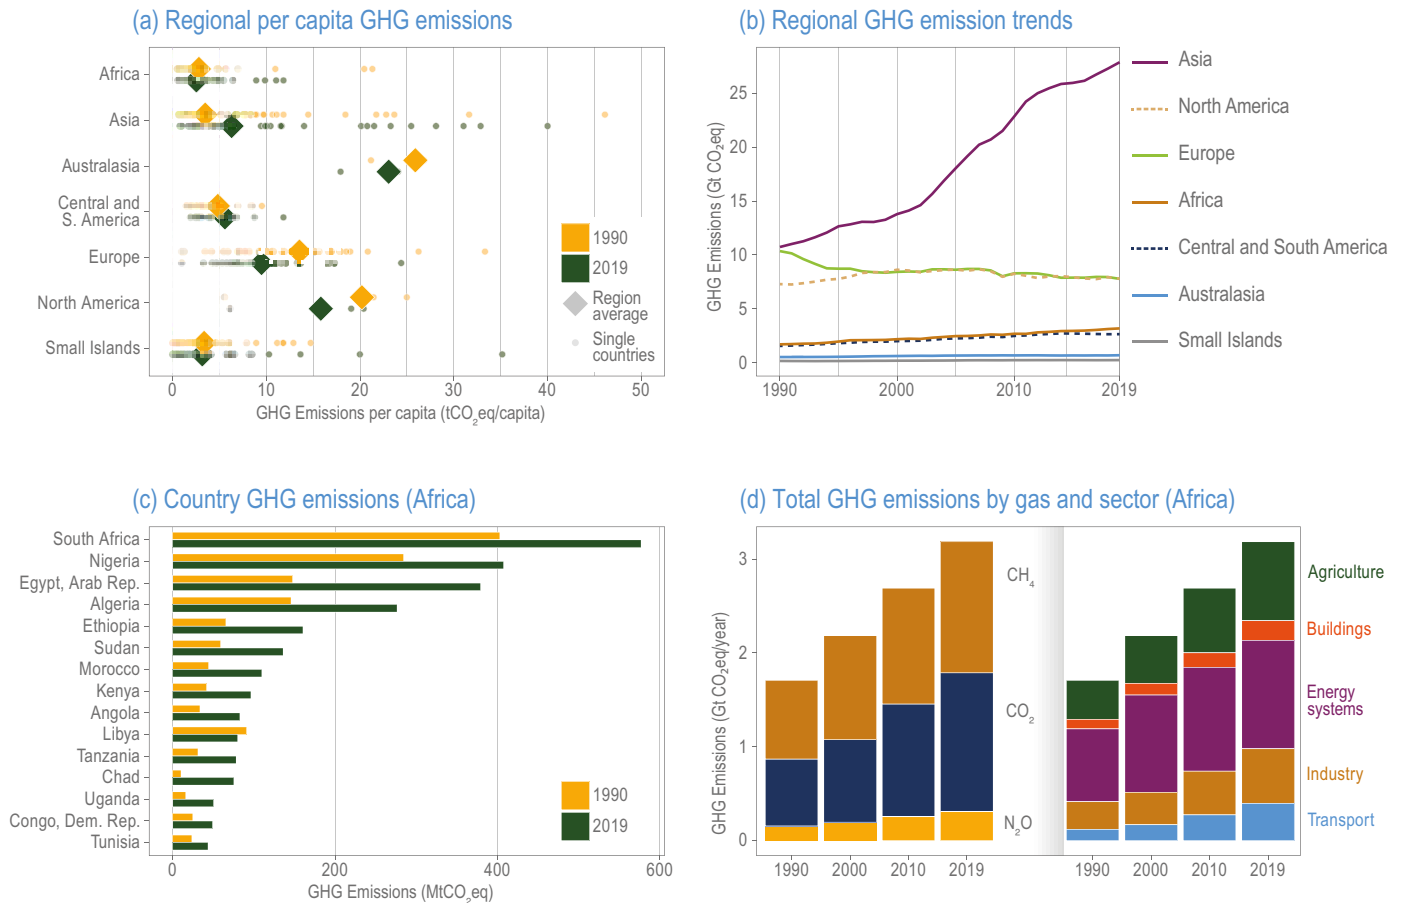 (a) Regional per capita GHG emissions
Africa
Asia
Australasia
Central and
S. America
Europe
North America
Small Islands
1990
2019
Region
average
Single
countries
0
10
20
30
40
50
GHG Emissions per capita (tCO₂eq/capita)
(b) Regional GHG emission trends
GHG Emissions (Gt CO₂eq)
25
20
15
10
5
0
1990
2000
2010
2019
Asia
North America
Europe
Africa
Central and South America
Australasia
Small Islands
(c) Country GHG emissions (Africa)
South Africa
Nigeria
Egypt, Arab Rep.
Algeria
Ethiopia
Sudan
Morocco
Kenya
Angola
Libya
Tanzania
Chad
Uganda
Congo, Dem. Rep.
Tunisia
1990
2019
0
200
400
600
GHG Emissions (MtCO₂eq)
(d) Total GHG emissions by gas and sector (Africa)
GHG Emissions (Gt CO₂eq/year)
3
2
1
0
CH₄
CO₂
N₂O
1990
2000
2010
2019
1990
2000
2010
2019
Agriculture
Buildings
Energy
systems
Industry
Transport